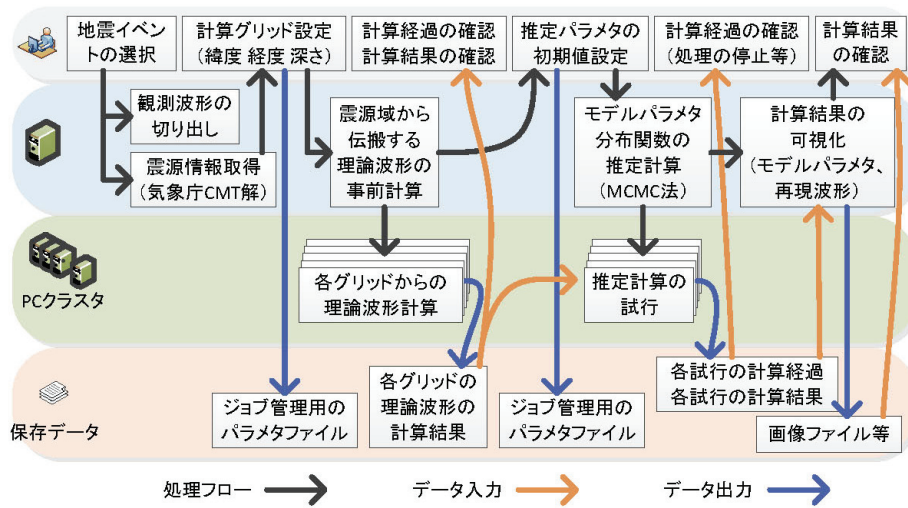 地震イベ
ントの選択
計算グリッド設定
(緯度 経度 深さ)
計算経過の確認
計算結果の確認
推定パラメタの
初期値設定
計算経過の確認
(処理の停止等)
計算結果
の確認
観測波形の
切り出し
震源情報取得
(気象庁CMT解)
震源域から
伝搬する
理論波形の
事前計算
モデルパラメタ
分布関数の
推定計算
(MCMC法)
計算結果の
可視化
(モデルパラメタ、
再現波形)
PCクラスタ
各グリッドからの
理論波形計算
推定計算の
試行
保存データ
ジョブ管理用の
パラメタファイル
各グリッドの
理論波形の
計算結果
ジョブ管理用の
パラメタファイル
各試行の計算経過
各試行の計算結果
画像ファイル等
処理フロー
データ入力
データ出力